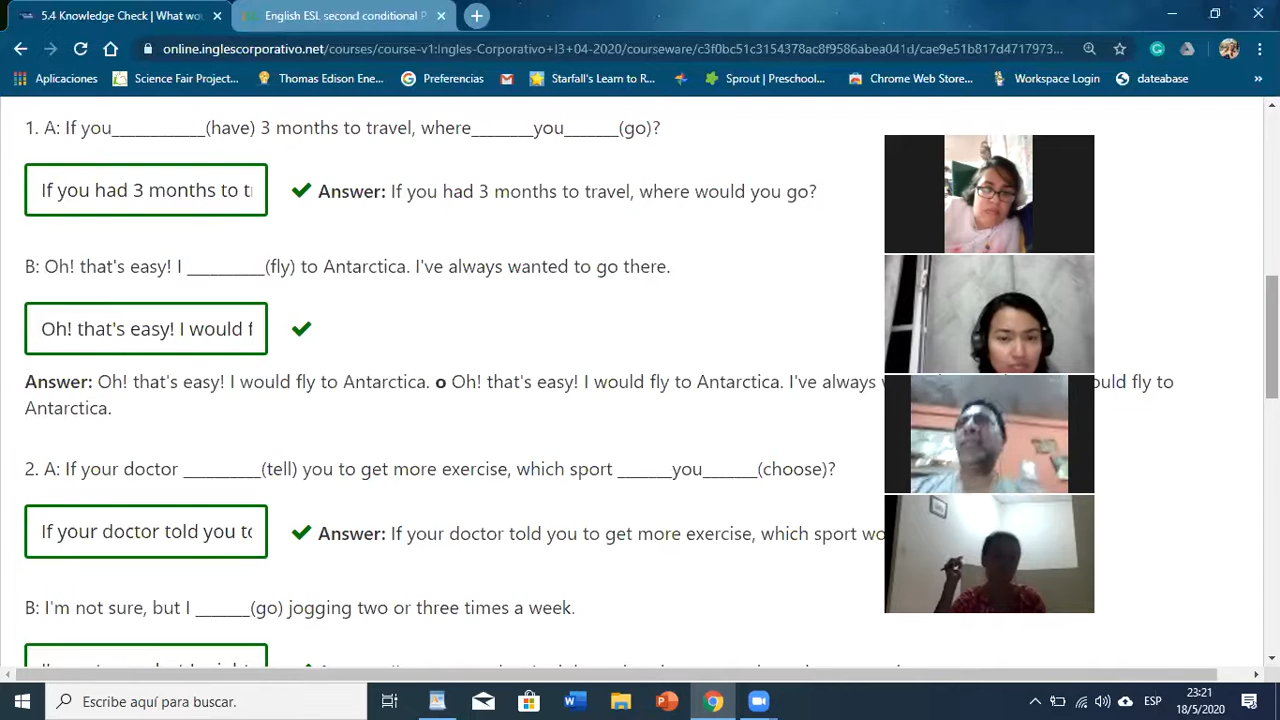 5.4 Knowledge Check | What wou
English ESL second conditional P
online.inglescorporativo.net/courses/course-v1:Ingles-Corporativo+I3+04-2020/courseware/c3f0bc51c3154378ac8f9586abea041d/cae9e51b817d4717973...
Aplicaciones Science Fair Project... Thomas Edison Ene... Preferencias Starfall's Learn to R... Sprout | Preschool... Chrome Web Store... Workspace Login dateabase »
1. A: If you____________(have) 3 months to travel, where________you_______(go)?
If you had 3 months to t
Answer: If you had 3 months to travel, where would you go?
B: Oh! that's easy! I __________(fly) to Antarctica. I've always wanted to go there.
Oh! that's easy! I would f
Answer: Oh! that's easy! I would fly to Antarctica. o Oh! that's easy! I would fly to Antarctica. I've always fly to
Antarctica.
2. A: If your doctor __________(tell) you to get more exercise, which sport _______you_______(choose)?
If your doctor told you to
Answer: If your doctor told you to get more exercise, which sport wo
B: I'm not sure, but I _______(go) jogging two or three times a week.
Escribe aquí para buscar.
ESP
23:21
18/5/2020